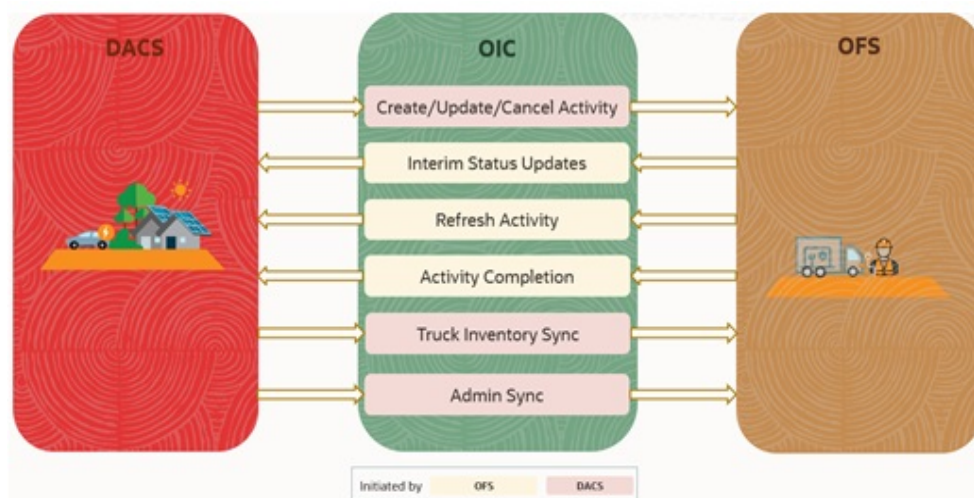 DACS
OIC
OFS
Create/Update/Cancel Activity
Interim Status Updates
Refresh Activity
Activity Completion
Truck Inventory Sync
Admin Sync
Initiated by OFS DACS